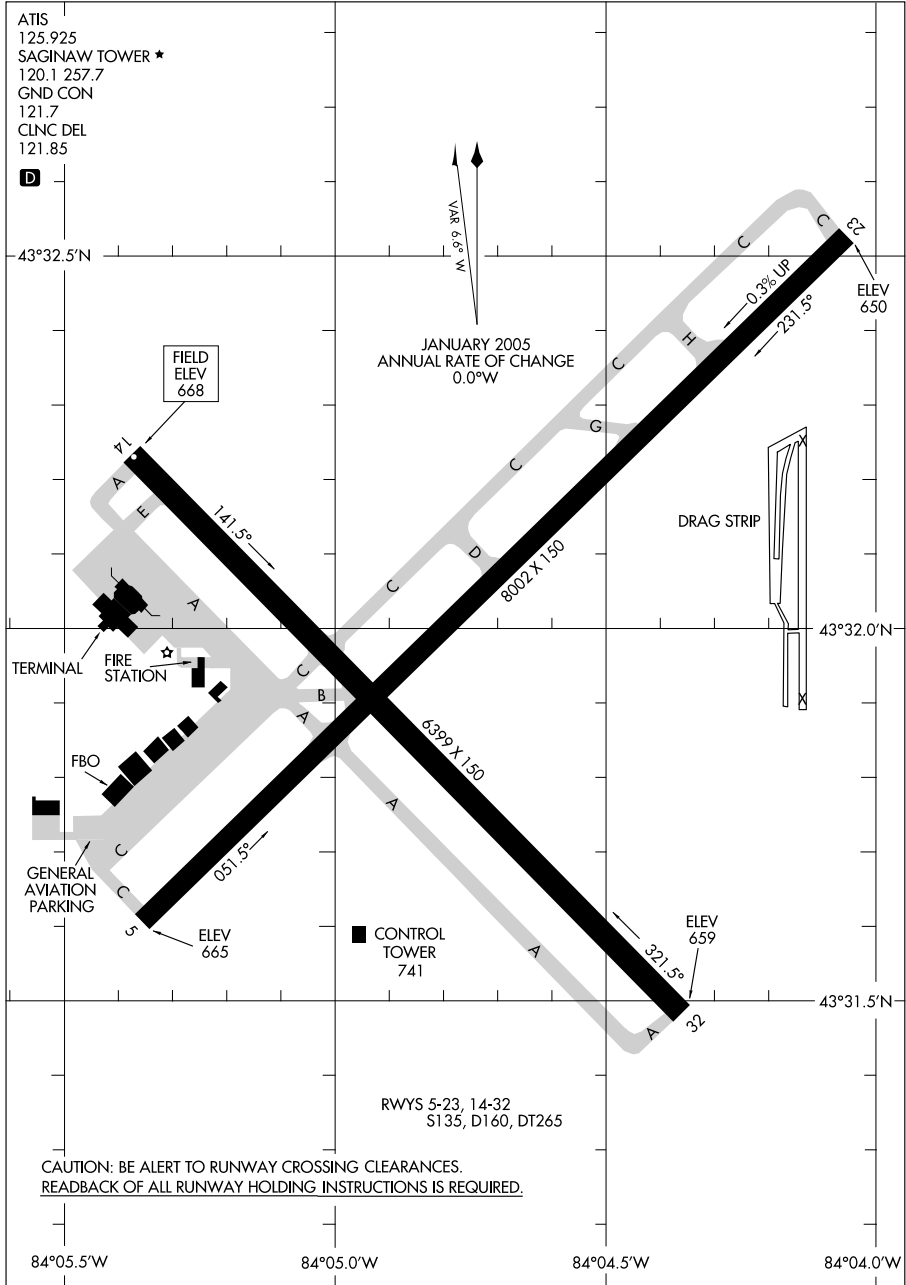 ATIS
125.925
SAGINAW TOWER ★
120.1 257.7
GND CON
121.7
CLNC DEL
121.85
D
VAR 6.6° W
C
C
23
43°32.5'N
0.3% UP
231.5°
ELEV
650
JANUARY 2005
ANNUAL RATE OF CHANGE
0.0°W
H
C
FIELD
ELEV
668
G
14
A
E
141.5°
C
X
DRAG STRIP
D
8002 X 150
C
A
TERMINAL
FIRE
STATION
43°32.0'N
C
B
A
X
6399 X 150
FBO
A
051.5°
C
C
GENERAL
AVIATION
PARKING
5
ELEV
665
CONTROL
TOWER
741
A
321.5°
ELEV
659
43°31.5'N
A
32
RWYS 5-23, 14-32
S135, D160, DT265
CAUTION: BE ALERT TO RUNWAY CROSSING CLEARANCES.
READBACK OF ALL RUNWAY HOLDING INSTRUCTIONS IS REQUIRED.
84°05.5'W
84°05.0'W
84°04.5'W
84°04.0'W